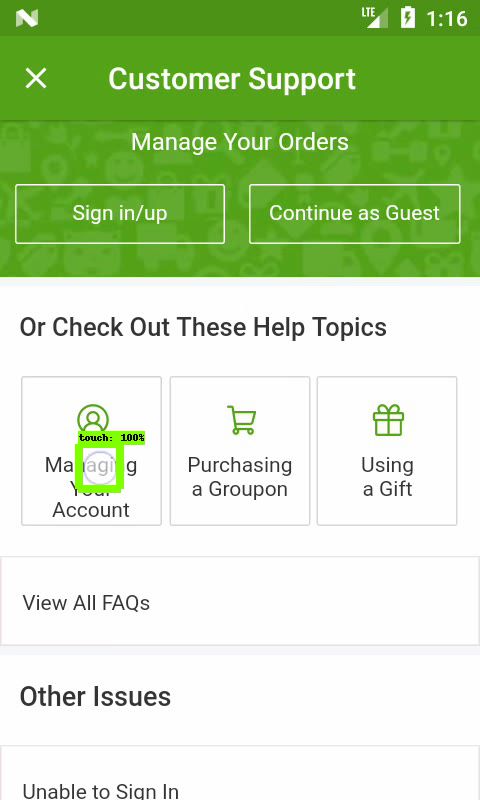 LTE 1:16
Customer Support
Manage Your Orders
Sign in/up
Continue as Guest
Or Check Out These Help Topics
touch: 100%
Managing
Your
Account
Purchasing
a Groupon
Using
a Gift
View All FAQs
Other Issues
Unable to Sign In